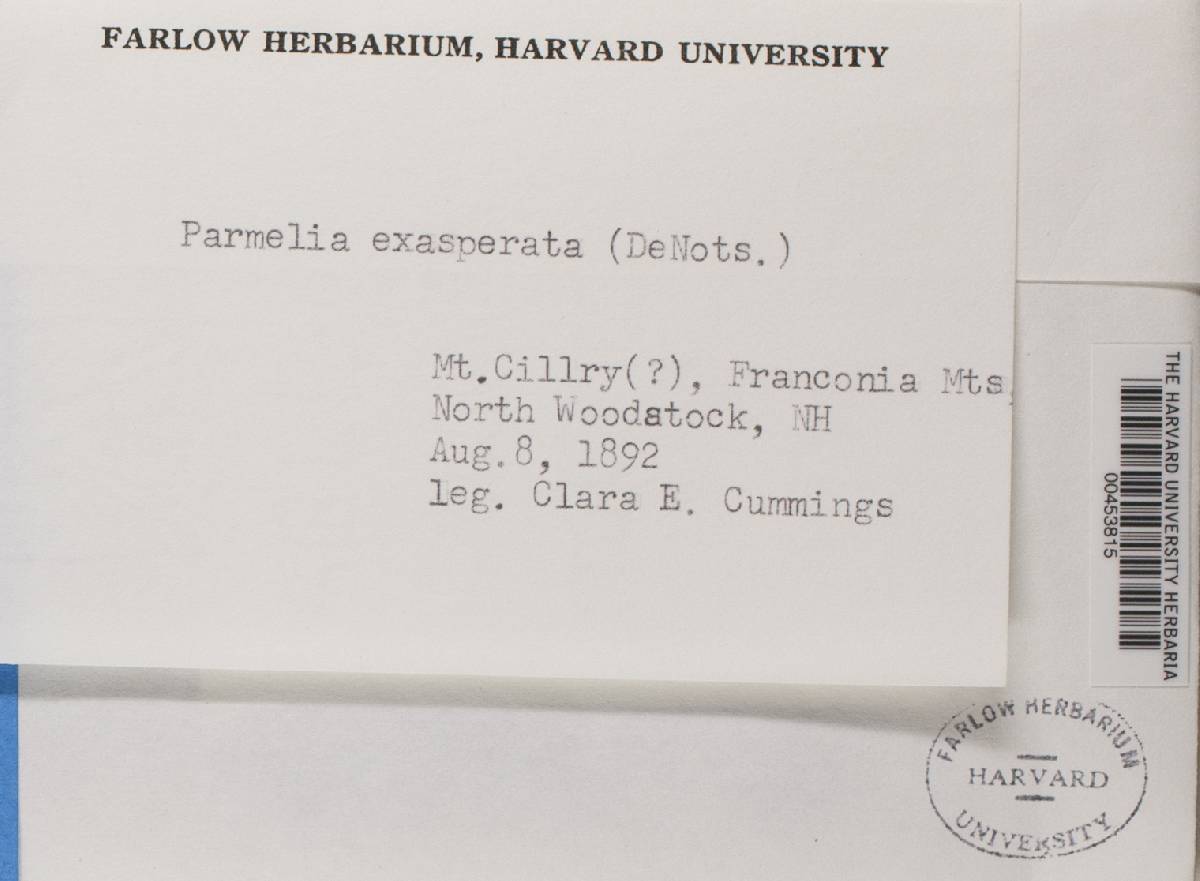 FARLOW HERBARIUM, HARVARD UNIVERSITY
Parmelia exasperata (DeNots.)
Mt.Cillry(?), Franconia Mts.
North Woodatock, NH
Aug.8, 1892
leg. Clara E. Cummings
THE HARVARD UNIVERSITY HERBARIA
00453815
FARLOW HERBARIUM
HARVARD
UNIVERSITY